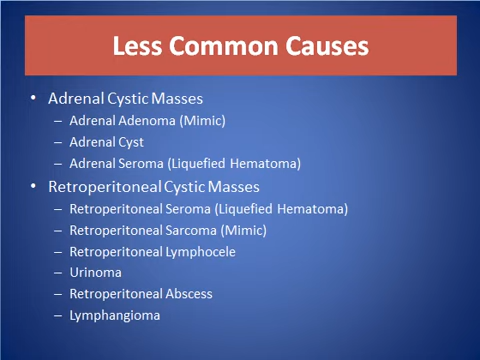 Less Common Causes
• Adrenal Cystic Masses
– Adrenal Adenoma (Mimic)
– Adrenal Cyst
– Adrenal Seroma (Liquefied Hematoma)
• Retroperitoneal Cystic Masses
– Retroperitoneal Seroma (Liquefied Hematoma)
– Retroperitoneal Sarcoma (Mimic)
– Retroperitoneal Lymphocele
– Urinoma
– Retroperitoneal Abscess
– Lymphangioma